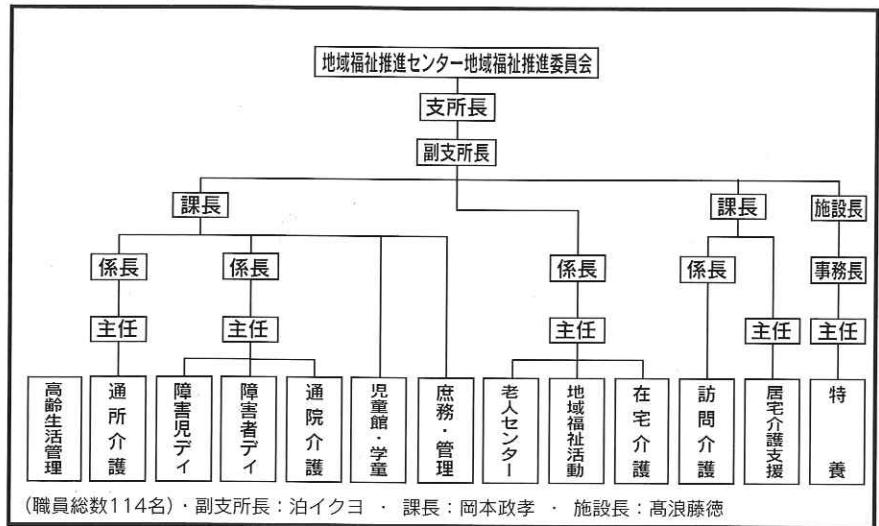 地域福祉推進センター地域福祉推進委員会
支所長
副支所長
課長
課長
施設長
係長
係長
係長
係長
事務長
主任
主任
主任
主任
主任
高齢生活管理
通所介護
障害児デイ
障害者デイ
通院介護
児童館・学童
庶務・管理
老人センター
地域福祉活動
在宅介護
訪問介護
居宅介護支援
特養
(職員総数114名)・副支所長:泊イクヨ ・ 課長:岡本政孝 ・ 施設長:髙浪藤徳